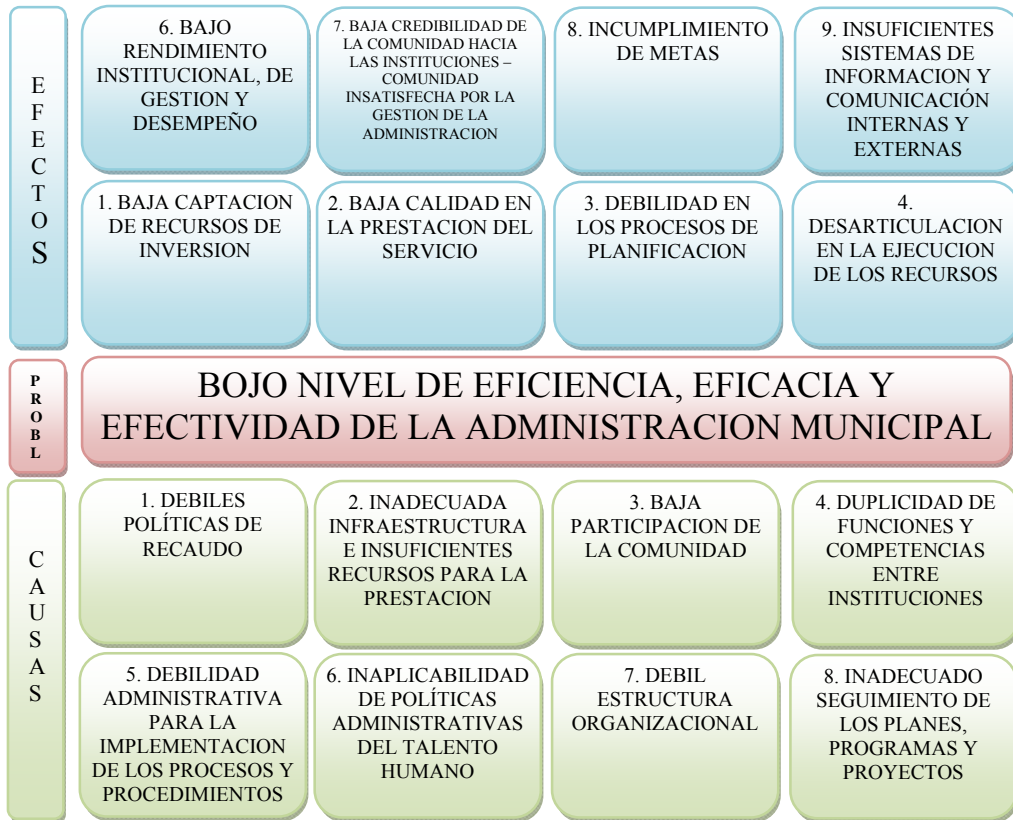 E
F
E
C
T
O
S
6. BAJO
RENDIMIENTO
INSTITUCIONAL, DE
GESTION Y
DESEMPEÑO
7. BAJA CREDIBILIDAD DE
LA COMUNIDAD HACIA
LAS INSTITUCIONES –
COMUNIDAD
INSATISFECHA POR LA
GESTION DE LA
ADMINISTRACION
8. INCUMPLIMIENTO
DE METAS
9. INSUFICIENTES
SISTEMAS DE
INFORMACION Y
COMUNICACIÓN
INTERNAS Y
EXTERNAS
1. BAJA CAPTACION
DE RECURSOS DE
INVERSION
2. BAJA CALIDAD EN
LA PRESTACION DEL
SERVICIO
3. DEBILIDAD EN
LOS PROCESOS DE
PLANIFICACION
4.
DESARTICULACION
EN LA EJECUCION
DE LOS RECURSOS
P
R
O
B
L
BOJO NIVEL DE EFICIENCIA, EFICACIA Y
EFECTIVIDAD DE LA ADMINISTRACION MUNICIPAL
C
A
U
S
A
S
1. DEBILES
POLÍTICAS DE
RECAUDO
2. INADECUADA
INFRAESTRUCTURA
E INSUFICIENTES
RECURSOS PARA LA
PRESTACION
3. BAJA
PARTICIPACION DE
LA COMUNIDAD
4. DUPLICIDAD DE
FUNCIONES Y
COMPETENCIAS
ENTRE
INSTITUCIONES
5. DEBILIDAD
ADMINISTRATIVA
PARA LA
IMPLEMENTACION
DE LOS PROCESOS Y
PROCEDIMIENTOS
6. INAPLICABILIDAD
DE POLÍTICAS
ADMINISTRATIVAS
DEL TALENTO
HUMANO
7. DEBIL
ESTRUCTURA
ORGANIZACIONAL
8. INADECUADO
SEGUIMIENTO DE
LOS PLANES,
PROGRAMAS Y
PROYECTOS